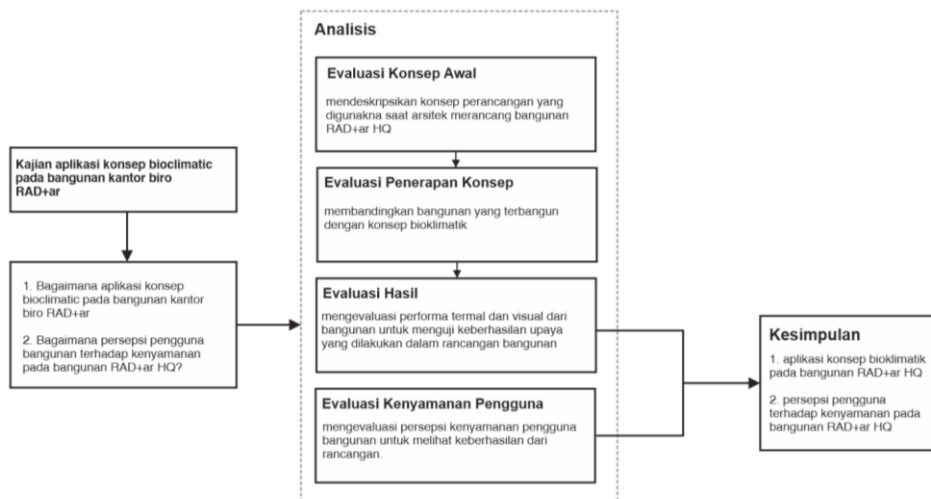 Kajian aplikasi konsep bioclimatic
pada bangunan kantor biro
RAD+ar
1. Bagaimana aplikasi konsep
bioclimatic pada bangunan kantor
biro RAD+ar
2. Bagaimana persepsi pengguna
bangunan terhadap kenyamanan
pada bangunan RAD+ar HQ?
Analisis
Evaluasi Konsep Awal
mendeskripsikan konsep perancangan yang
digunakna saat arsitek merancang bangunan
RAD+ar HQ
Evaluasi Penerapan Konsep
membandingkan bangunan yang terbangun
dengan konsep bioklimatik
Evaluasi Hasil
mengevaluasi performa termal dan visual dari
bangunan untuk menguji keberhasilan upaya
yang dilakukan dalam rancangan bangunan
Evaluasi Kenyamanan Pengguna
mengevaluasi persepsi kenyamanan pengguna
bangunan untuk melihat keberhasilan dari
rancangan.
Kesimpulan
1. aplikasi konsep bioklimatik
pada bangunan RAD+ar HQ
2. persepsi pengguna
terhadap kenyamanan pada
bangunan RAD+ar HQ